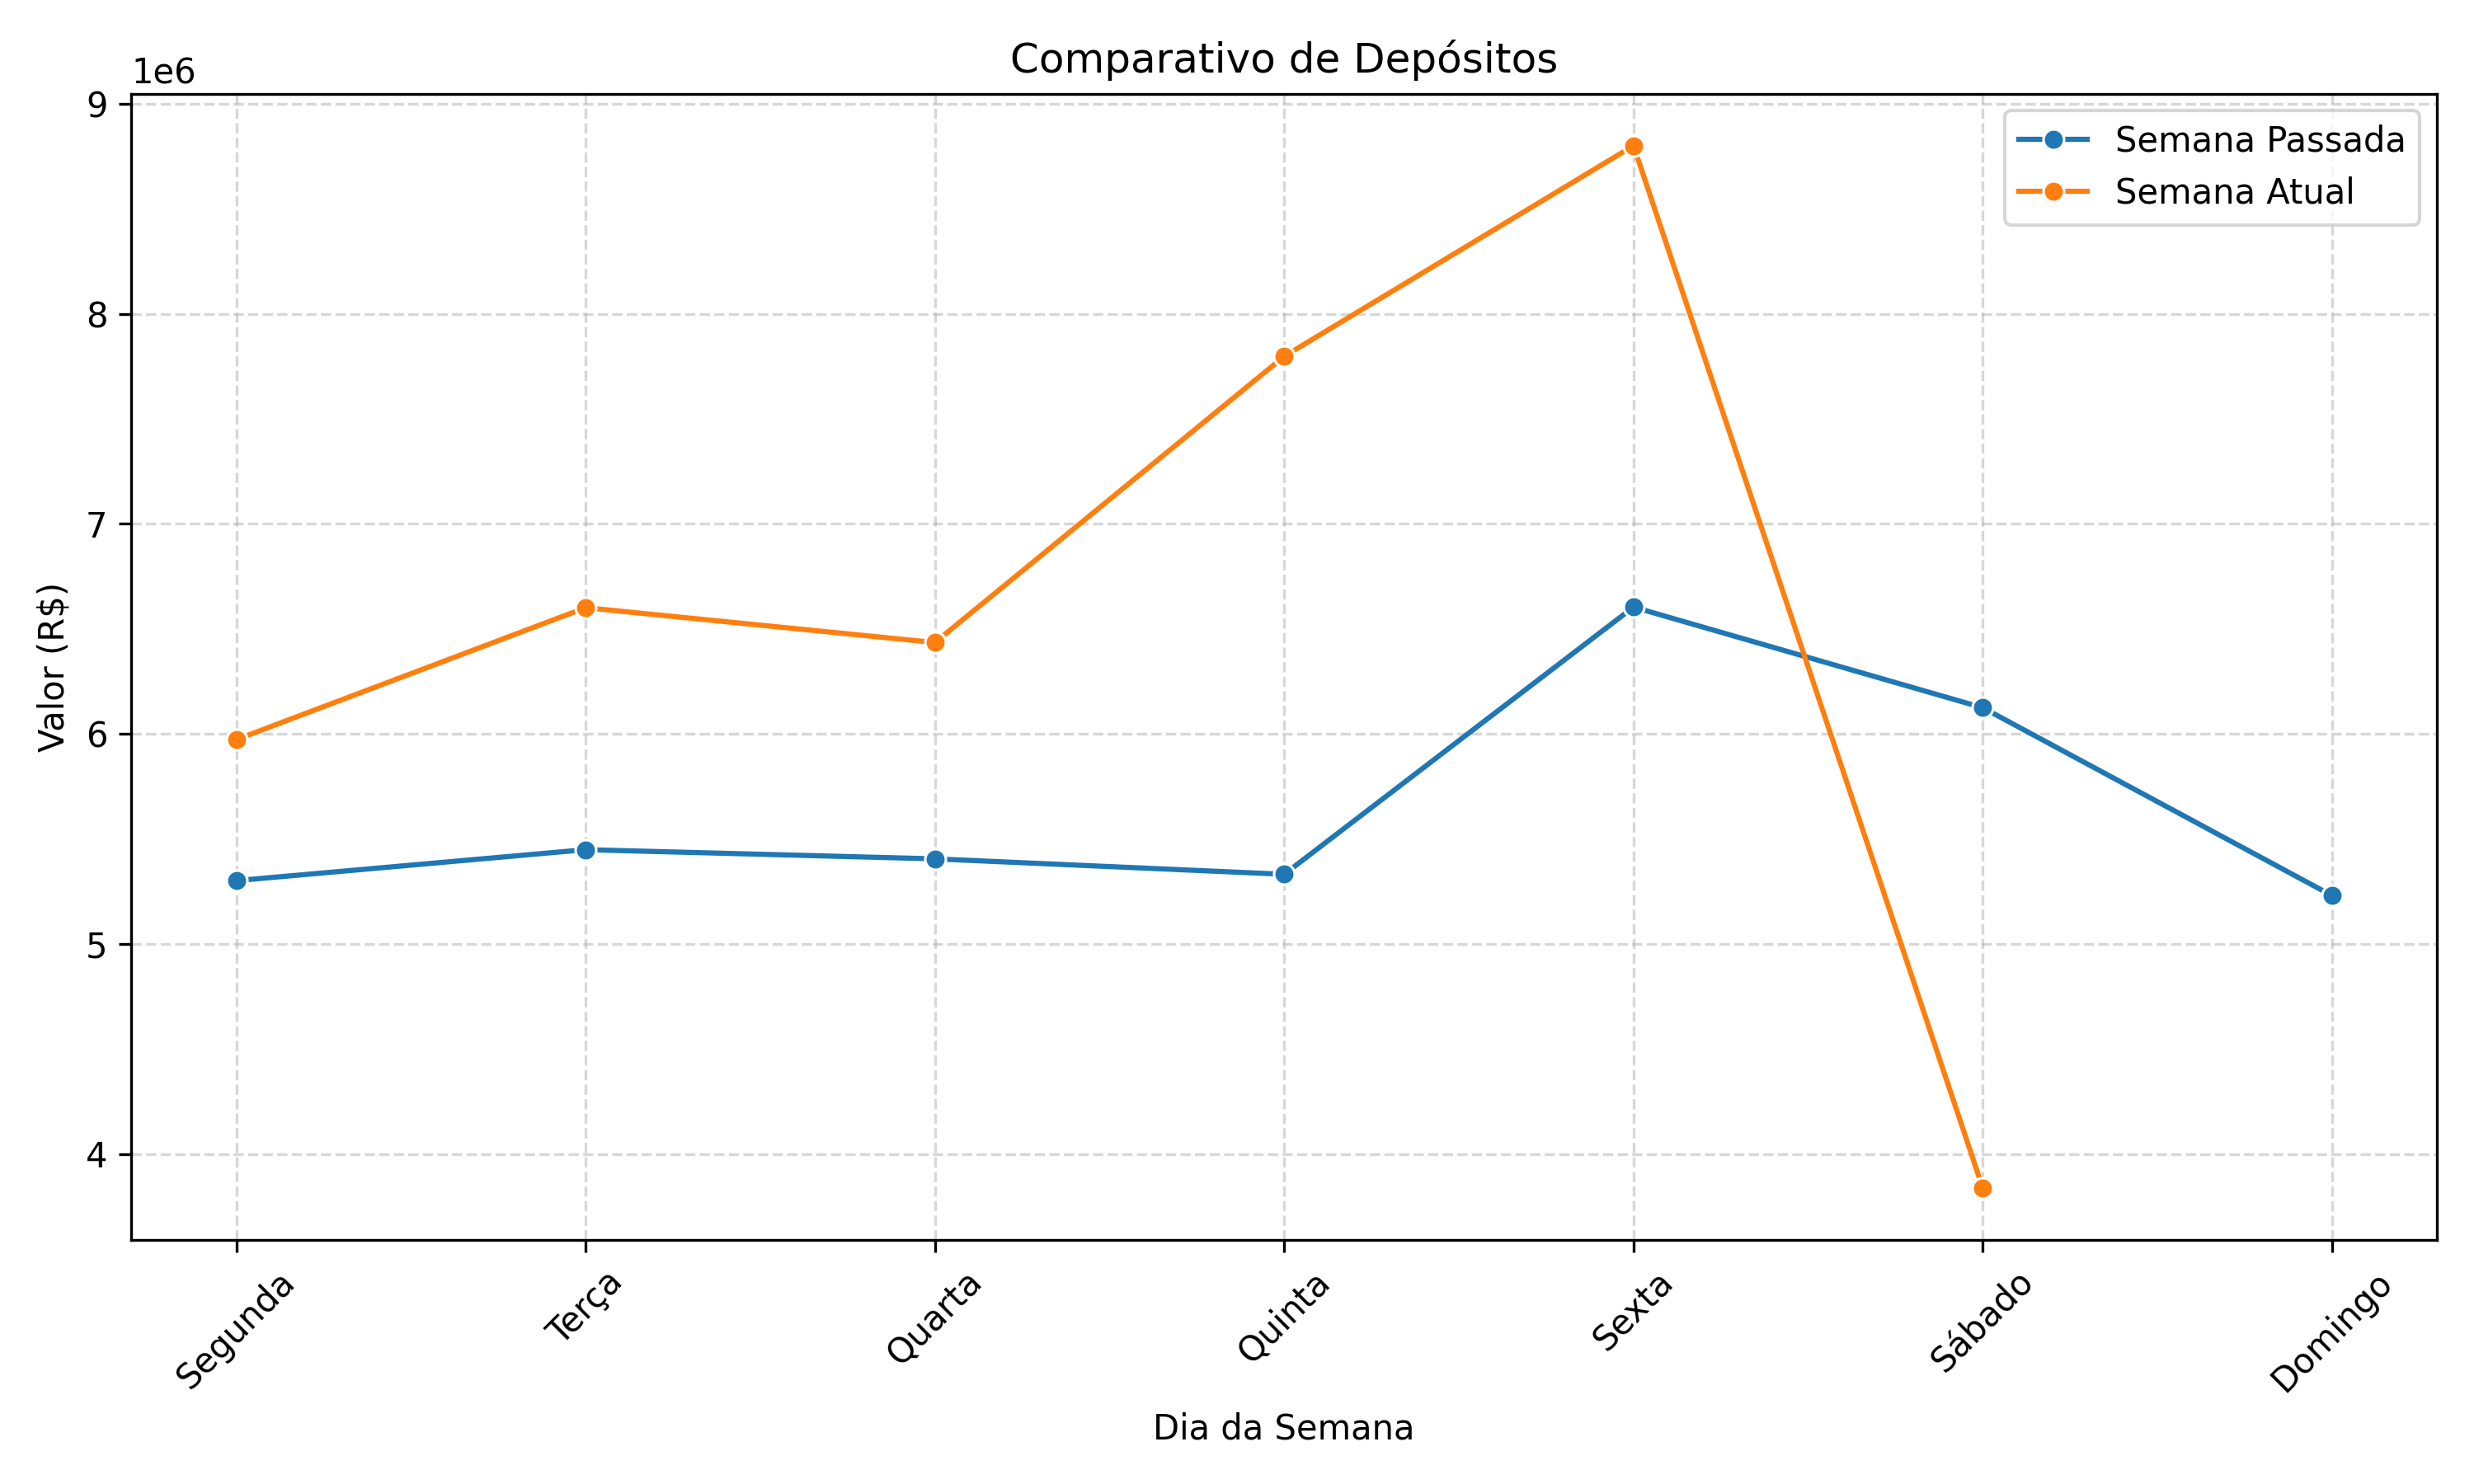 Comparativo de Depósitos
1e6
Semana Passada
Semana Atual
9
8
7
6
5
4
Valor (R$)
Segunda
Terça
Quarta
Quinta
Sexta
Sábado
Domingo
Dia da Semana